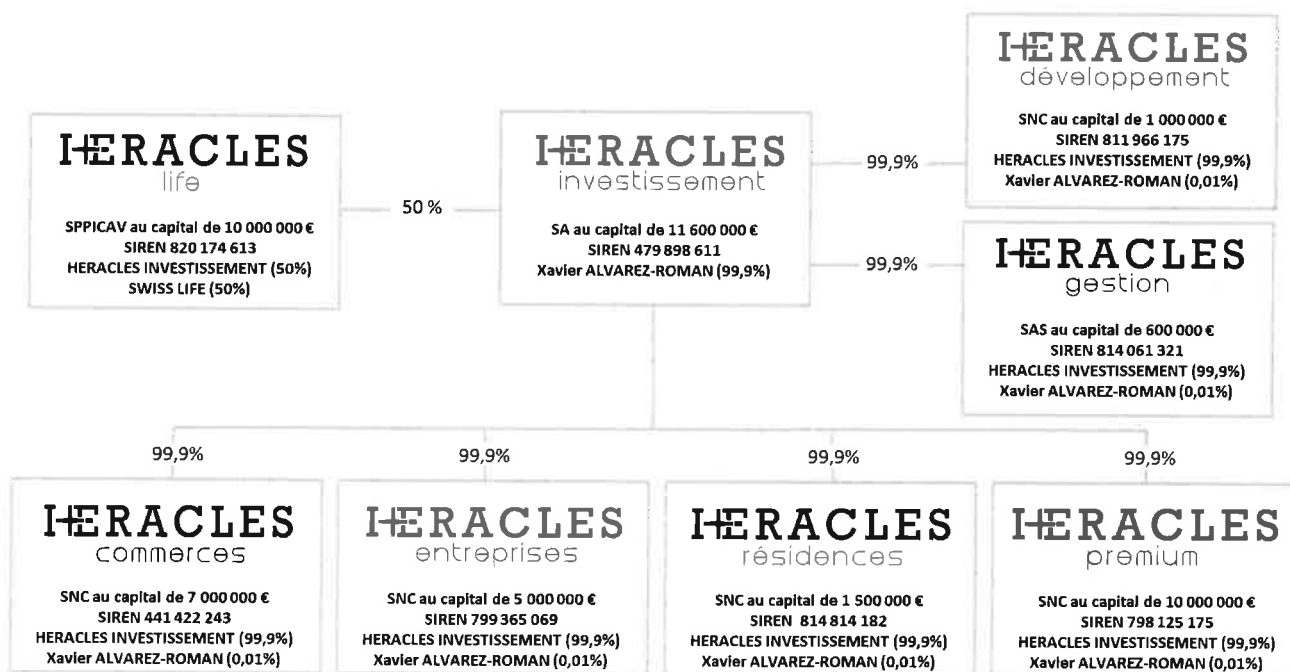 HERACLES
développement
SNC au capital de 1 000 000 €
SIREN 811 966 175
HERACLES INVESTISSEMENT (99,9%)
Xavier ALVAREZ-ROMAN (0,01%)
HERACLES
life
SPPICAV au capital de 10 000 000 €
SIREN 820 174 613
HERACLES INVESTISSEMENT (50%)
SWISS LIFE (50%)
50 %
HERACLES
investissement
SA au capital de 11 600 000 €
SIREN 479 898 611
Xavier ALVAREZ-ROMAN (99,9%)
99,9%
99,9%
HERACLES
gestion
SAS au capital de 600 000 €
SIREN 814 061 321
HERACLES INVESTISSEMENT (99,9%)
Xavier ALVAREZ-ROMAN (0,01%)
99,9%
99,9%
99,9%
99,9%
HERACLES
commerces
SNC au capital de 7 000 000 €
SIREN 441 422 243
HERACLES INVESTISSEMENT (99,9%)
Xavier ALVAREZ-ROMAN (0,01%)
HERACLES
entreprises
SNC au capital de 5 000 000 €
SIREN 799 365 069
HERACLES INVESTISSEMENT (99,9%)
Xavier ALVAREZ-ROMAN (0,01%)
HERACLES
résidences
SNC au capital de 1 500 000 €
SIREN 814 814 182
HERACLES INVESTISSEMENT (99,9%)
Xavier ALVAREZ-ROMAN (0,01%)
HERACLES
premium
SNC au capital de 10 000 000 €
SIREN 798 125 175
HERACLES INVESTISSEMENT (99,9%)
Xavier ALVAREZ-ROMAN (0,01%)